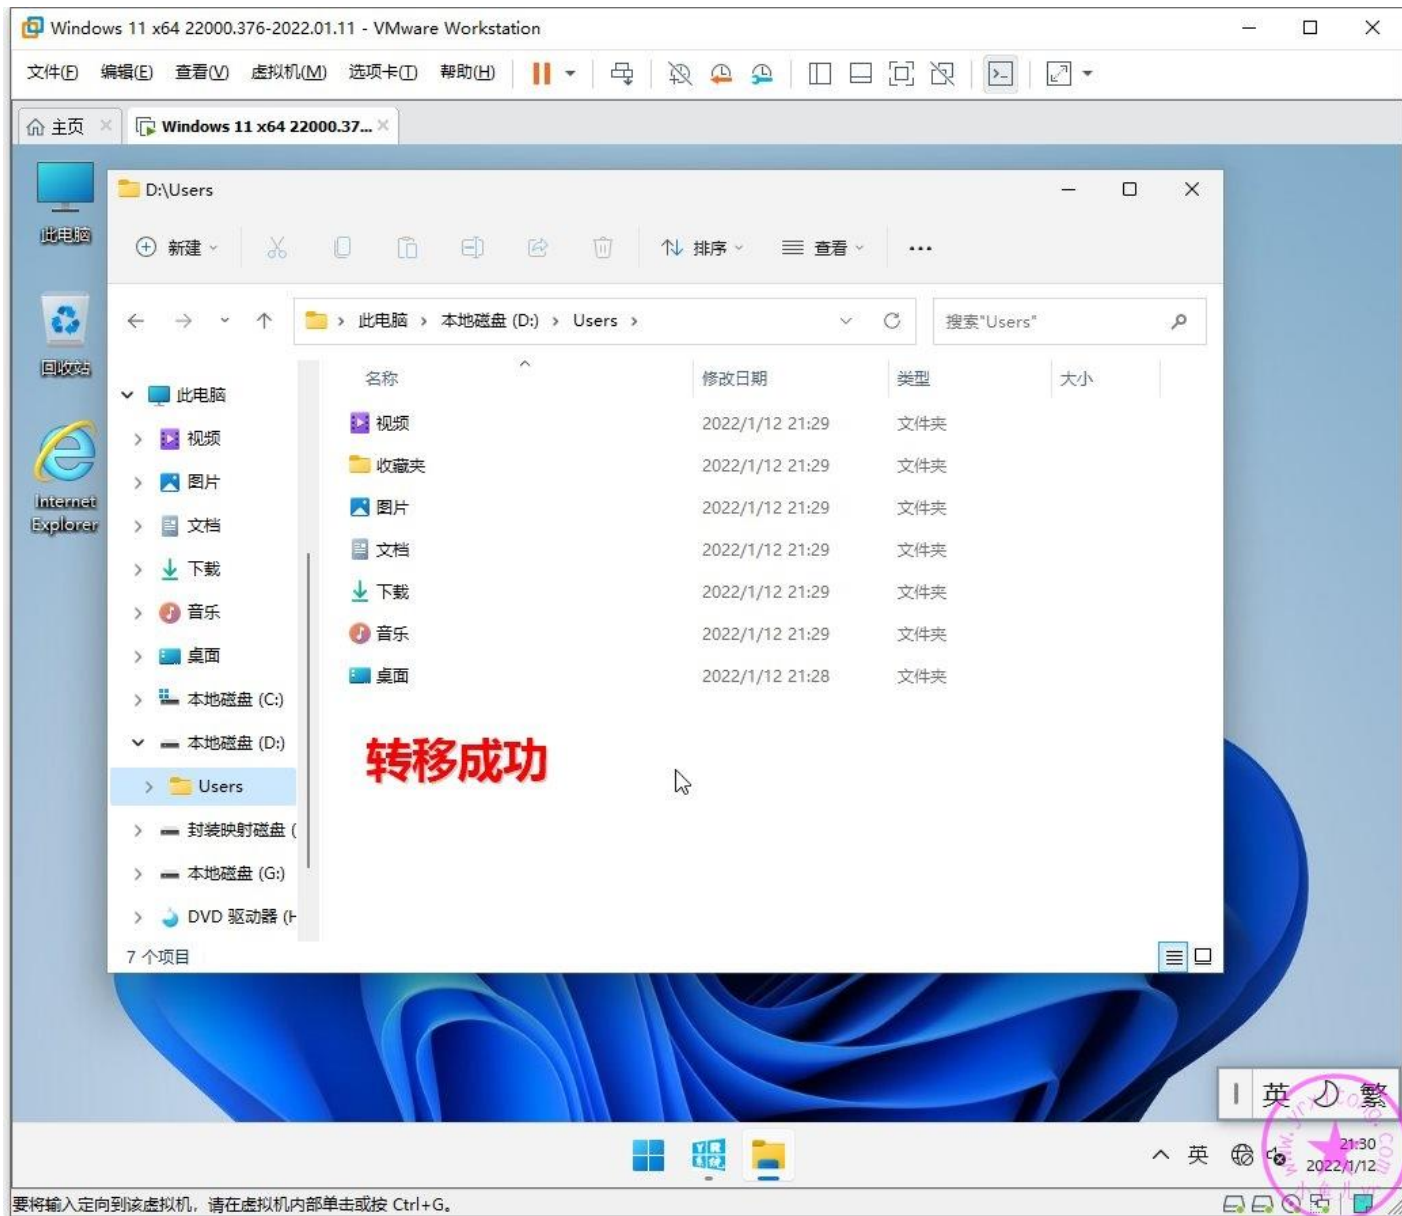 Windows 11 x64 22000.376-2022.01.11 - VMware Workstation
文件(F) 编辑(E) 查看(V) 虚拟机(M) 选项卡(T) 帮助(H)
主页 Windows 11 x64 22000.37...
此电脑
回收站
Internet
Explorer
D:\Users
新建 排序 查看
此电脑 本地磁盘 (D:) Users 搜索"Users"
名称 修改日期 类型 大小
此电脑
视频
图片
文档
下载
音乐
桌面
本地磁盘 (C:)
本地磁盘 (D:)
Users
封装映射磁盘 (
本地磁盘 (G:)
DVD 驱动器 (H
视频 2022/1/12 21:29 文件夹
收藏夹 2022/1/12 21:29 文件夹
图片 2022/1/12 21:29 文件夹
文档 2022/1/12 21:29 文件夹
下载 2022/1/12 21:29 文件夹
音乐 2022/1/12 21:29 文件夹
桌面 2022/1/12 21:28 文件夹
转移成功
7 个项目
英 繁
YR
系统
英
21:30
2022/1/12
要将输入定向到该虚拟机，请在虚拟机内部单击或按 Ctrl+G。